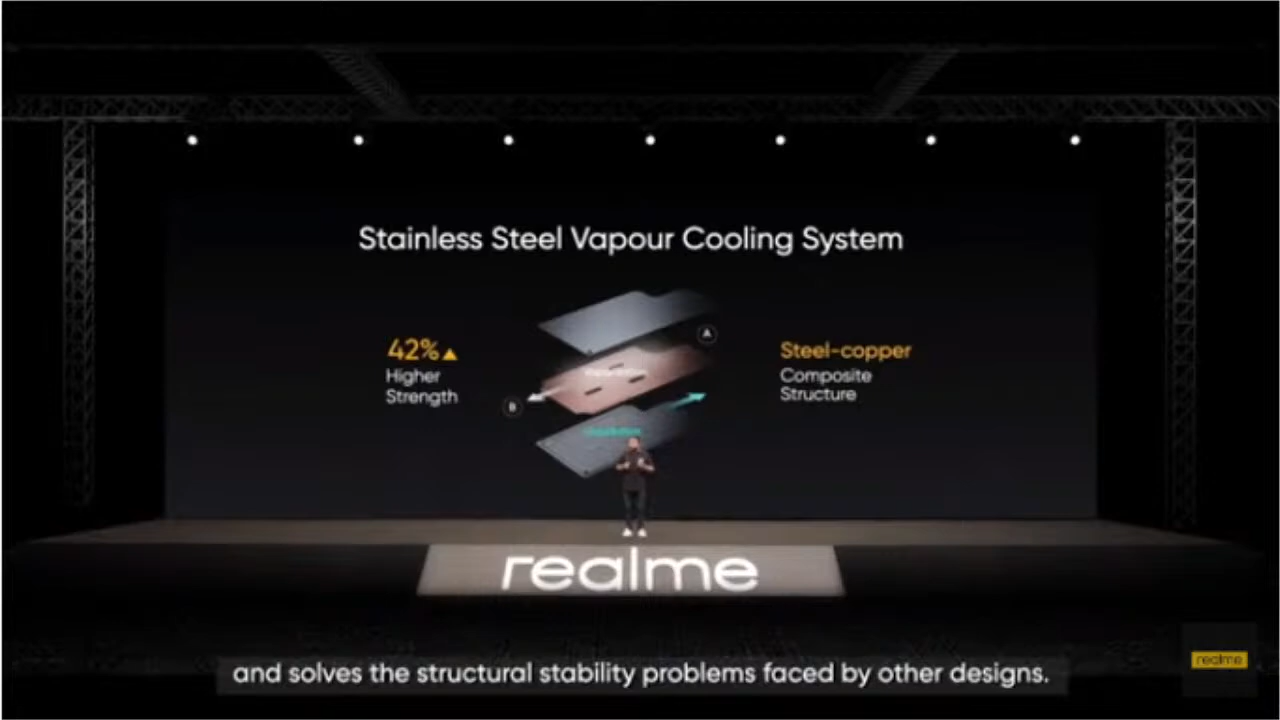 Stainless Steel Vapour Cooling System
A
42%▲
Higher
Strength
Steel-copper
Composite
Structure
B
realme
realme
and solves the structural stability problems faced by other designs.